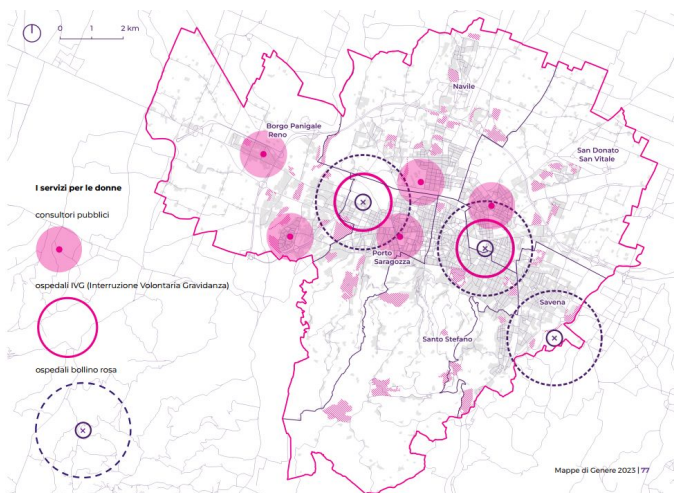 0 1 2 km
Navile
Borgo Panigale
Reno
San Donato
San Vitale
I servizi per le donne
consultori pubblici
Porto
Saragozza
ospedali IVG (Interruzione Volontaria Gravidanza)
Savena
Santo Stefano
ospedali bollino rosa
Mappe di Genere 2023 | 77